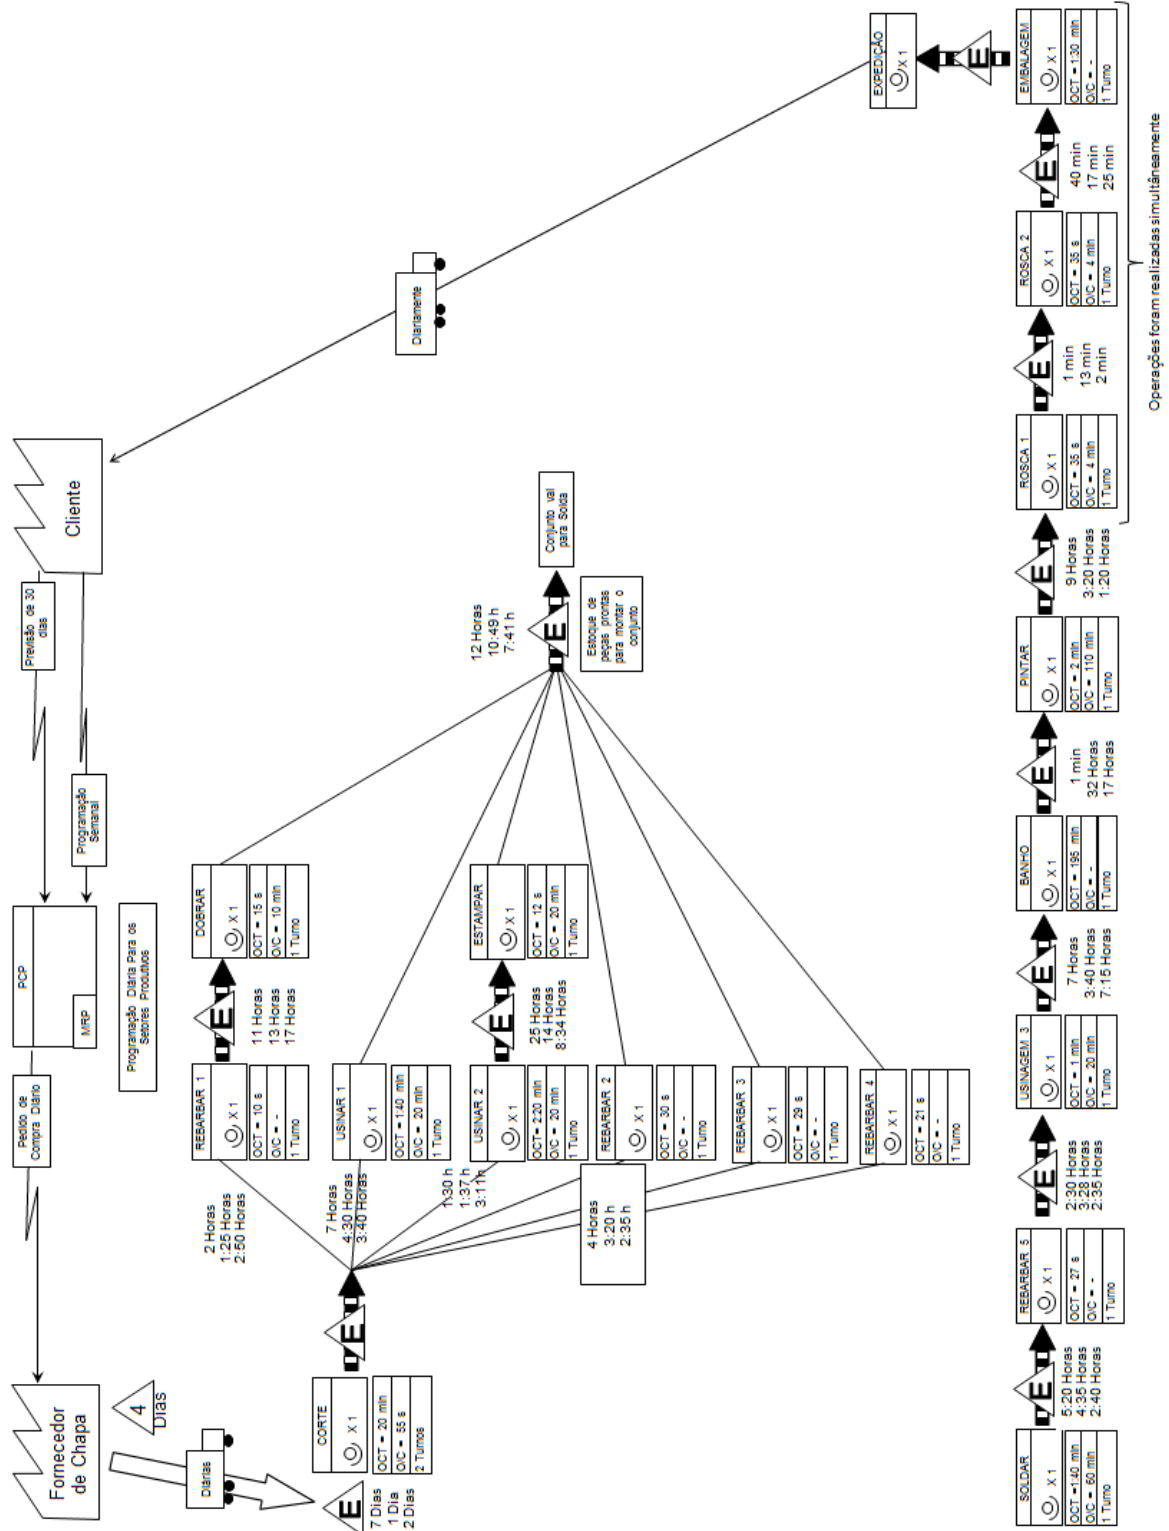 Fornecedor
de Chapa
4
Dias
Pedido de
Compra Diário
PCP
MRP
Programação Diária Para os
Setores Produtivos
Previsão de 30
dias
Programação
Semanal
Cliente
Diárias
E
7 Dias
1 Dia
2 Dias
CORTE
X 1
OCT = 20 min
O/C = 55 s
2 Turnos
E
2 Horas
1:25 Horas
2:50 Horas
7 Horas
4:30 Horas
3:40 Horas
1:30 h
1:37 h
3:11h
4 Horas
3:20 h
2:35 h
REBARBAR 1
X 1
OCT = 10 s
O/C = -
1 Turno
E
11 Horas
13 Horas
17 Horas
DOBRAR
X 1
OCT = 15 s
O/C = 10 min
1 Turno
USINAR 1
X 1
OCT = 1:40 min
O/C = 20 min
1 Turno
USINAR 2
X 1
OCT = 2:20 min
O/C = 20 min
1 Turno
E
25 Horas
14 Horas
8:34 Horas
ESTAMPAR
X 1
OCT = 12 s
O/C = 20 min
1 Turno
REBARBAR 2
X 1
OCT = 30 s
O/C = -
1 Turno
REBARBAR 3
X 1
OCT = 29 s
O/C = -
1 Turno
REBARBAR 4
X 1
OCT = 21 s
O/C = -
1 Turno
12 Horas
10:49 h
7:41 h
E
Estoque de
peças prontas
para montar o
conjunto
Conjunto vai
para Solda
Diariamente
EXPEDIÇÃO
X 1
E
SOLDAR
X 1
OCT =1:40 min
O/C = 60 min
1 Turno
E
5:20 Horas
4:35 Horas
2:40 Horas
REBARBAR 5
X 1
OCT = 27 s
O/C = -
1 Turno
E
2:30 Horas
3:28 Horas
2:35 Horas
USINAGEM 3
X 1
OCT = 1 min
O/C = 20 min
1 Turno
E
7 Horas
3:40 Horas
7:15 Horas
BANHO
X 1
OCT = 195 min
O/C = -
1 Turno
E
1 min
32 Horas
17 Horas
PINTAR
X 1
OCT = 2 min
O/C = 110 min
1 Turno
E
9 Horas
3:20 Horas
1:20 Horas
ROSCA 1
X 1
OCT = 35 s
O/C = 4 min
1 Turno
E
1 min
13 min
2 min
ROSCA 2
X 1
OCT = 35 s
O/C = 4 min
1 Turno
E
40 min
17 min
25 min
EMBALAGEM
X 1
OCT = 1:30 min
O/C = -
1 Turno
Operações foram realizadas simultâneamente